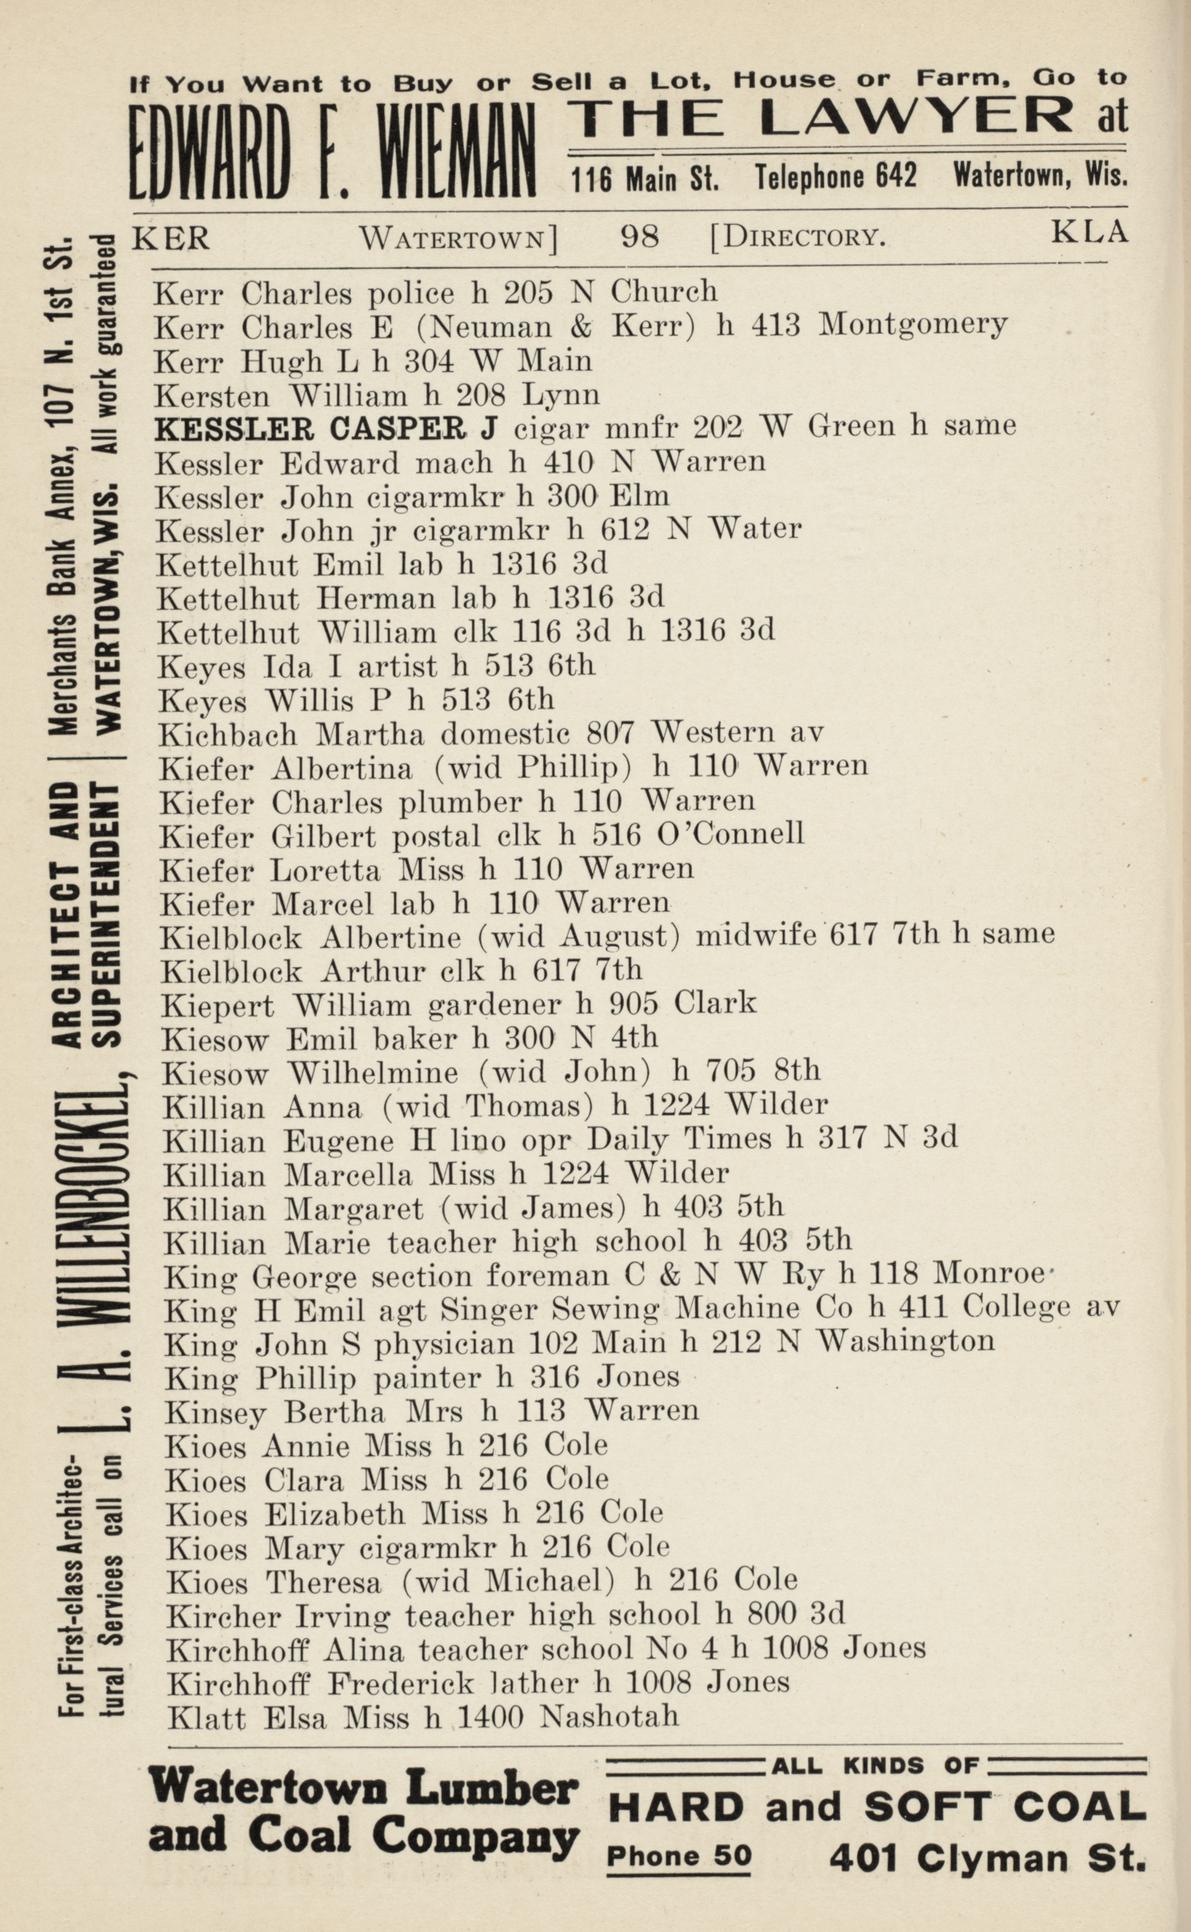 If You Want to Buy or Sell a Lot, House or Farm, Go to
EDWARD F. WIEMAN THE LAWYER at
116 Main St. Telephone 642 Watertown, Wis.
KER WATERTOWN] 98 [DIRECTORY. KLA
Kerr Charles police h 205 N Church
Kerr Charles E (Neuman & Kerr) h 413 Montgomery
Kerr Hugh L h 304 W Main
Kersten William h 208 Lynn
KESSLER CASPER J cigar mnfr 202 W Green h same
Kessler Edward mach h 410 N Warren
Kessler John cigarmkr h 300 Elm
Kessler John jr cigarmkr h 612 N Water
Kettelhut Emil lab h 1316 3d
Kettelhut Herman lab h 1316 3d
Kettelhut William clk 116 3d h 1316 3d
Keyes Ida I artist h 513 6th
Keyes Willis P h 513 6th
Kichbach Martha domestic 807 Western av
Kiefer Albertina (wid Phillip) h 110 Warren
Kiefer Charles plumber h 110 Warren
Kiefer Gilbert postal clk h 516 O'Connell
Kiefer Loretta Miss h 110 Warren
Kiefer Marcel lab h 110 Warren
Kielblock Albertine (wid August) midwife 617 7th h same
Kielblock Arthur clk h 617 7th
Kiepert William gardener h 905 Clark
Kiesow Emil baker h 300 N 4th
Kiesow Wilhelmine (wid John) h 705 8th
Killian Anna (wid Thomas) h 1224 Wilder
Killian Eugene H lino opr Daily Times h 317 N 3d
Killian Marcella Miss h 1224 Wilder
Killian Margaret (wid James) h 403 5th
Killian Marie teacher high school h 403 5th
King George section foreman C & N W Ry h 118 Monroe
King H Emil agt Singer Sewing Machine Co h 411 College av
King John S physician 102 Main h 212 N Washington
King Phillip painter h 316 Jones
Kinsey Bertha Mrs h 113 Warren
Kioes Annie Miss h 216 Cole
Kioes Clara Miss h 216 Cole
Kioes Elizabeth Miss h 216 Cole
Kioes Mary cigarmkr h 216 Cole
Kioes Theresa (wid Michael) h 216 Cole
Kircher Irving teacher high school h 800 3d
Kirchhoff Alina teacher school No 4 h 1008 Jones
Kirchhoff Frederick lather h 1008 Jones
Klatt Elsa Miss h 1400 Nashotah
For First-class Architec-
tural Services call on
L. A. WILLENBOCKEL,
ARCHITECT AND
SUPERINTENDENT
Merchants Bank Annex, 107 N. 1st St.
WATERTOWN, WIS. All work guaranteed
Watertown Lumber
and Coal Company
ALL KINDS OF
HARD and SOFT COAL
Phone 50 401 Clyman St.